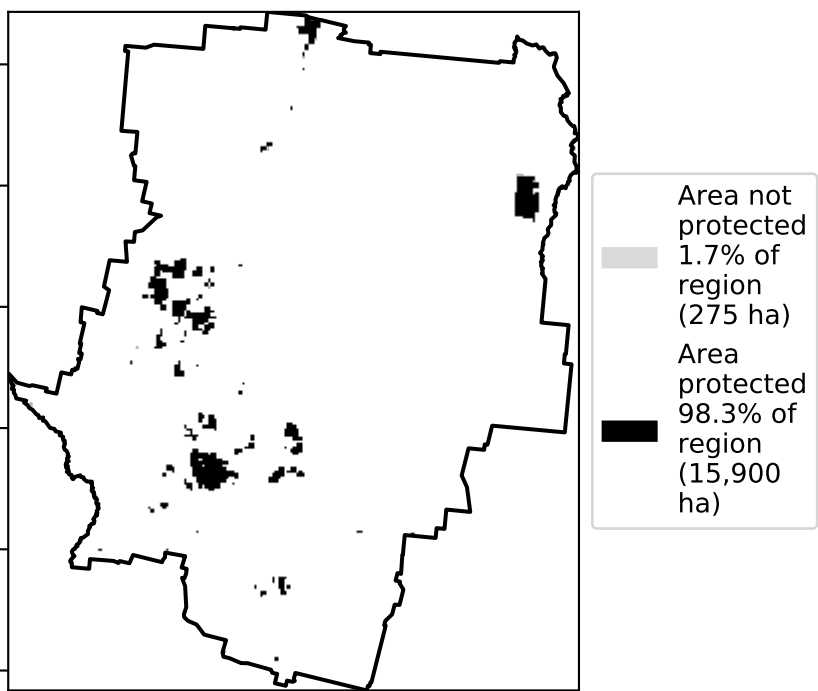 Area not
protected
1.7% of
region
(275 ha)
Area
protected
98.3% of
region
(15,900
ha)